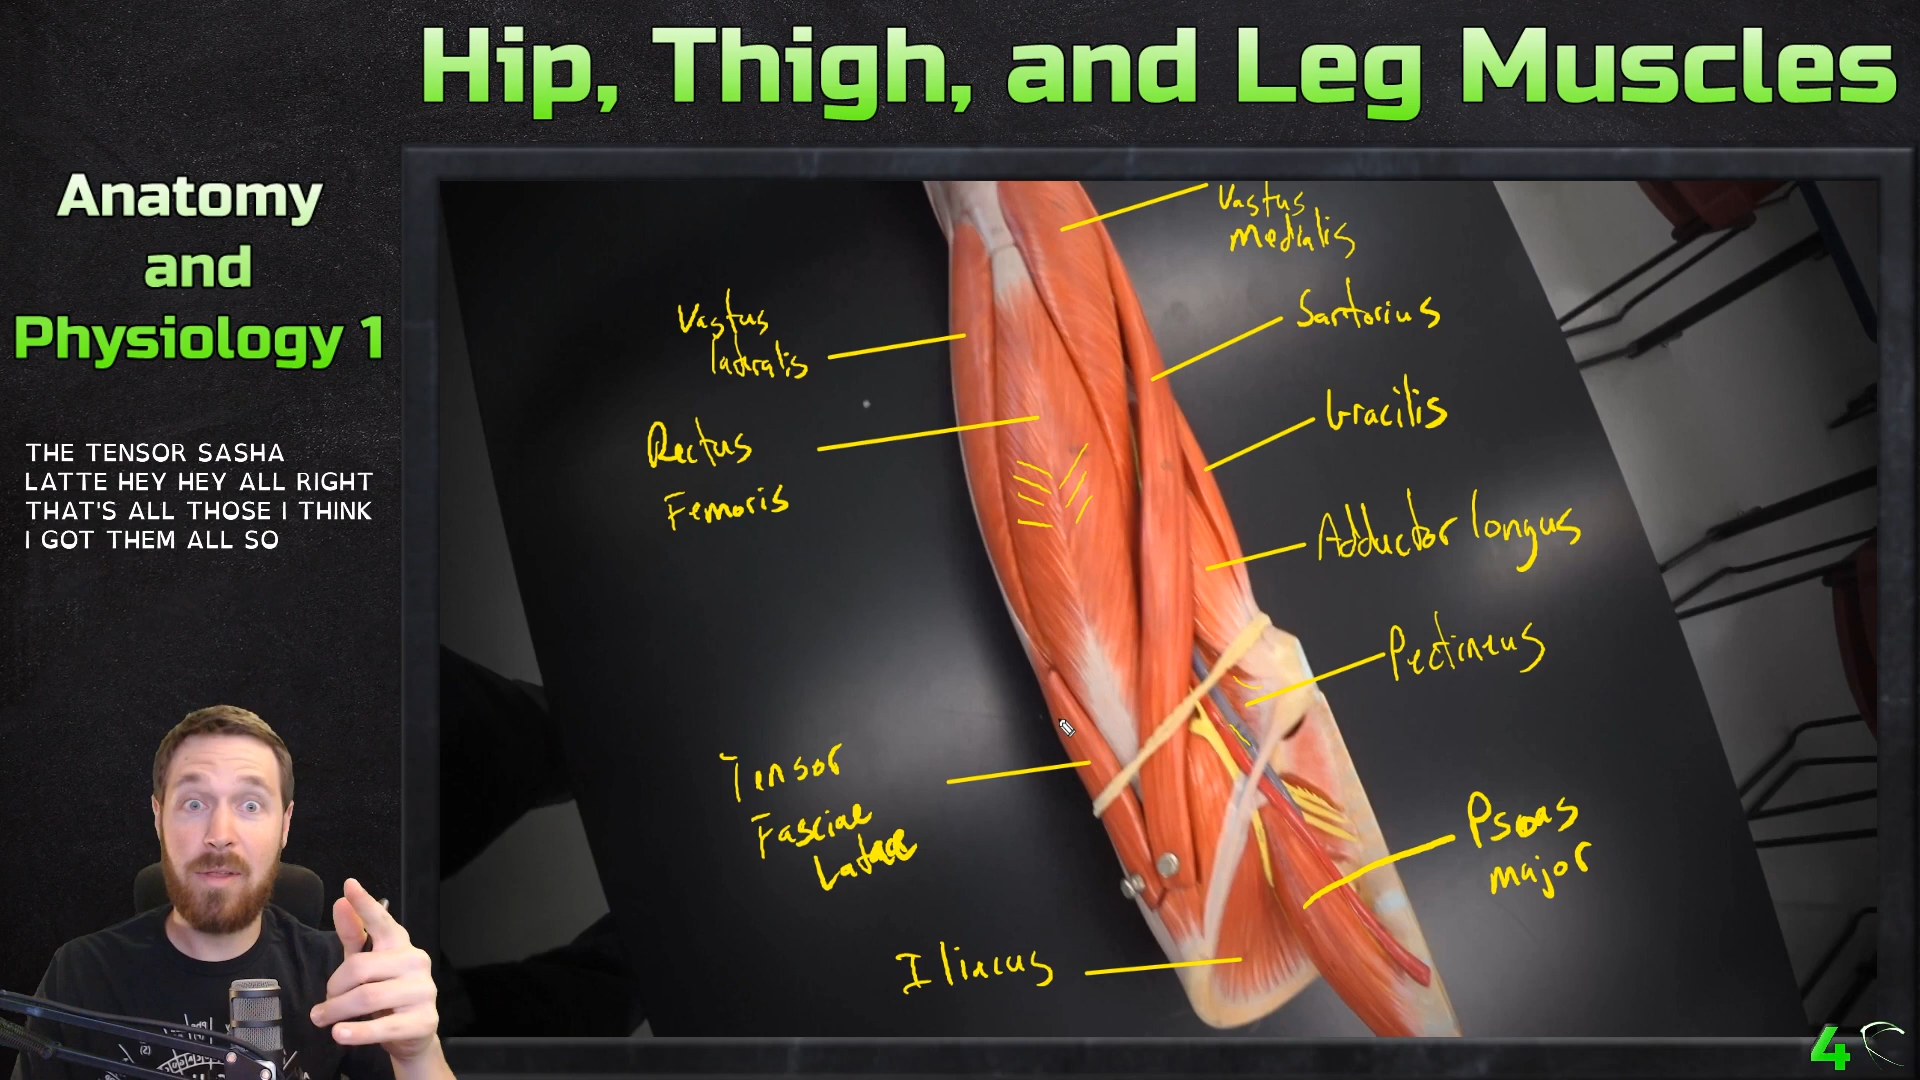 Hip, Thigh, and Leg Muscles
Anatomy
and
Physiology 1
THE TENSOR SASHA
LATTE HEY HEY ALL RIGHT
THAT'S ALL THOSE I THINK
I GOT THEM ALL SO
Vastus
medialis
Vastus
lateralis
Sartorius
Gracilis
Rectus
Femoris
Adductor longus
Pectineus
Tensor
Fasciae
Latae
Psoas
major
Iliacus
4